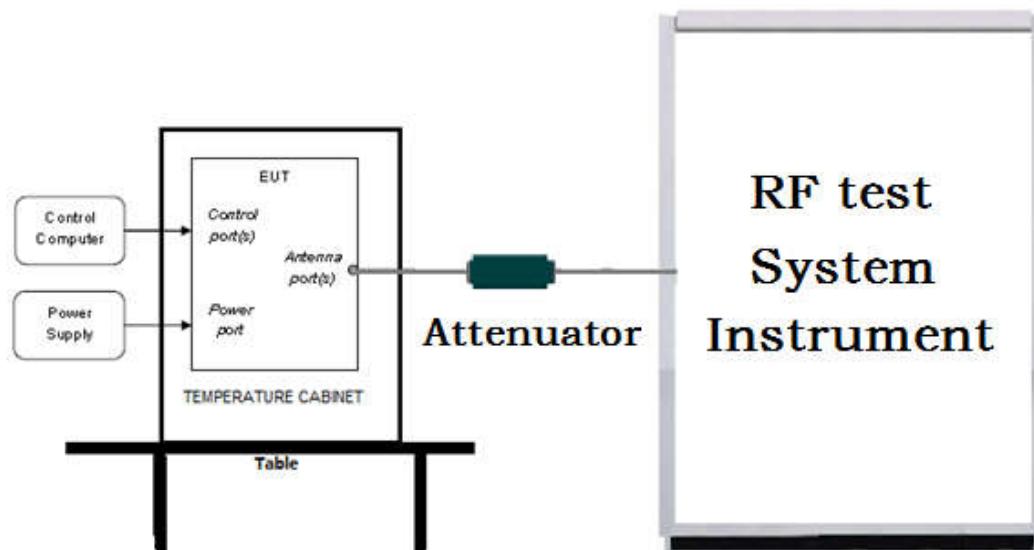 EUT
Control
Computer
Control
port(s)
Antenna
port(s)
Power
Supply
Power
port
TEMPERATURE CABINET
Table
Attenuator
RF test
System
Instrument